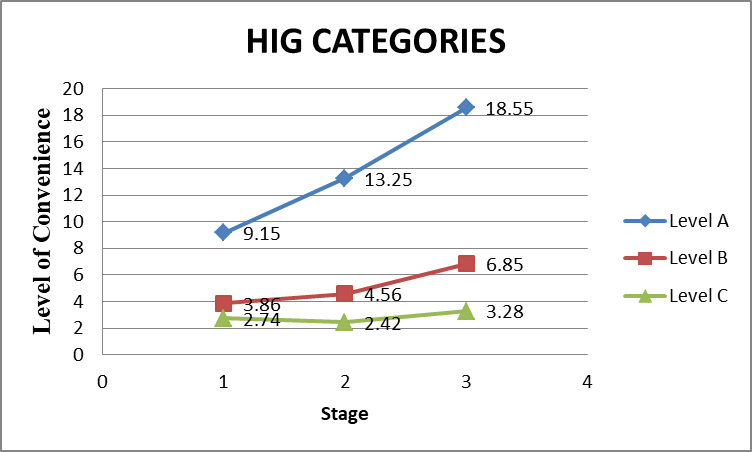 HIG CATEGORIES
Level of Convenience
20
18
16
14
12
10
8
6
4
2
0
18.55
13.25
9.15
6.85
4.56
3.86
3.28
2.74
2.42
Level A
Level B
Level C
0 1 2 3 4
Stage